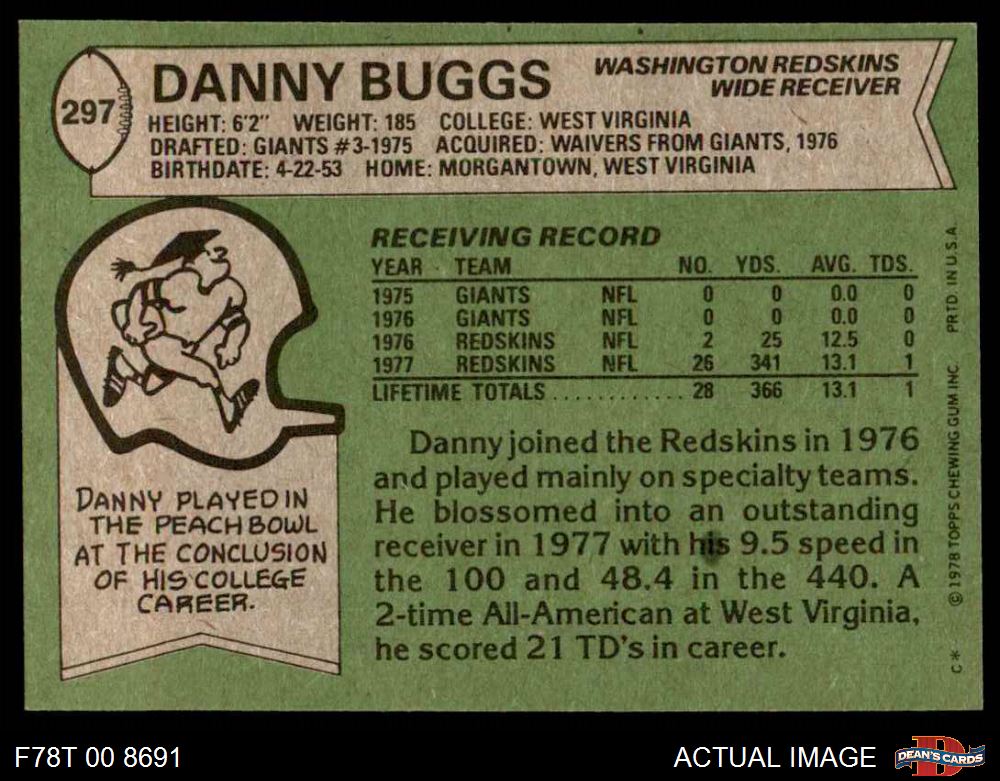 297
DANNY BUGGS
WASHINGTON REDSKINS
WIDE RECEIVER
HEIGHT: 6'2" WEIGHT: 185 COLLEGE: WEST VIRGINIA
DRAFTED: GIANTS #3-1975 ACQUIRED: WAIVERS FROM GIANTS, 1976
BIRTHDATE: 4-22-53 HOME: MORGANTOWN, WEST VIRGINIA
RECEIVING RECORD
YEAR TEAM NO. YDS. AVG. TDS.
1975 GIANTS NFL 0 0 0.0 0
1976 GIANTS NFL 0 0 0.0 0
1976 REDSKINS NFL 2 25 12.5 0
1977 REDSKINS NFL 26 341 13.1 1
LIFETIME TOTALS . . . . . . . . . . . . 28 366 13.1 1
Danny joined the Redskins in 1976
and played mainly on specialty teams.
He blossomed into an outstanding
receiver in 1977 with his 9.5 speed in
the 100 and 48.4 in the 440. A
2-time All-American at West Virginia,
he scored 21 TD's in career.
DANNY PLAYED IN
THE PEACH BOWL
AT THE CONCLUSION
OF HIS COLLEGE
CAREER.
C* © 1978 TOPPS CHEWING GUM INC. PRTD. IN U.S.A.
F78T 00 8691
ACTUAL IMAGE
D
DEAN'S CARDS